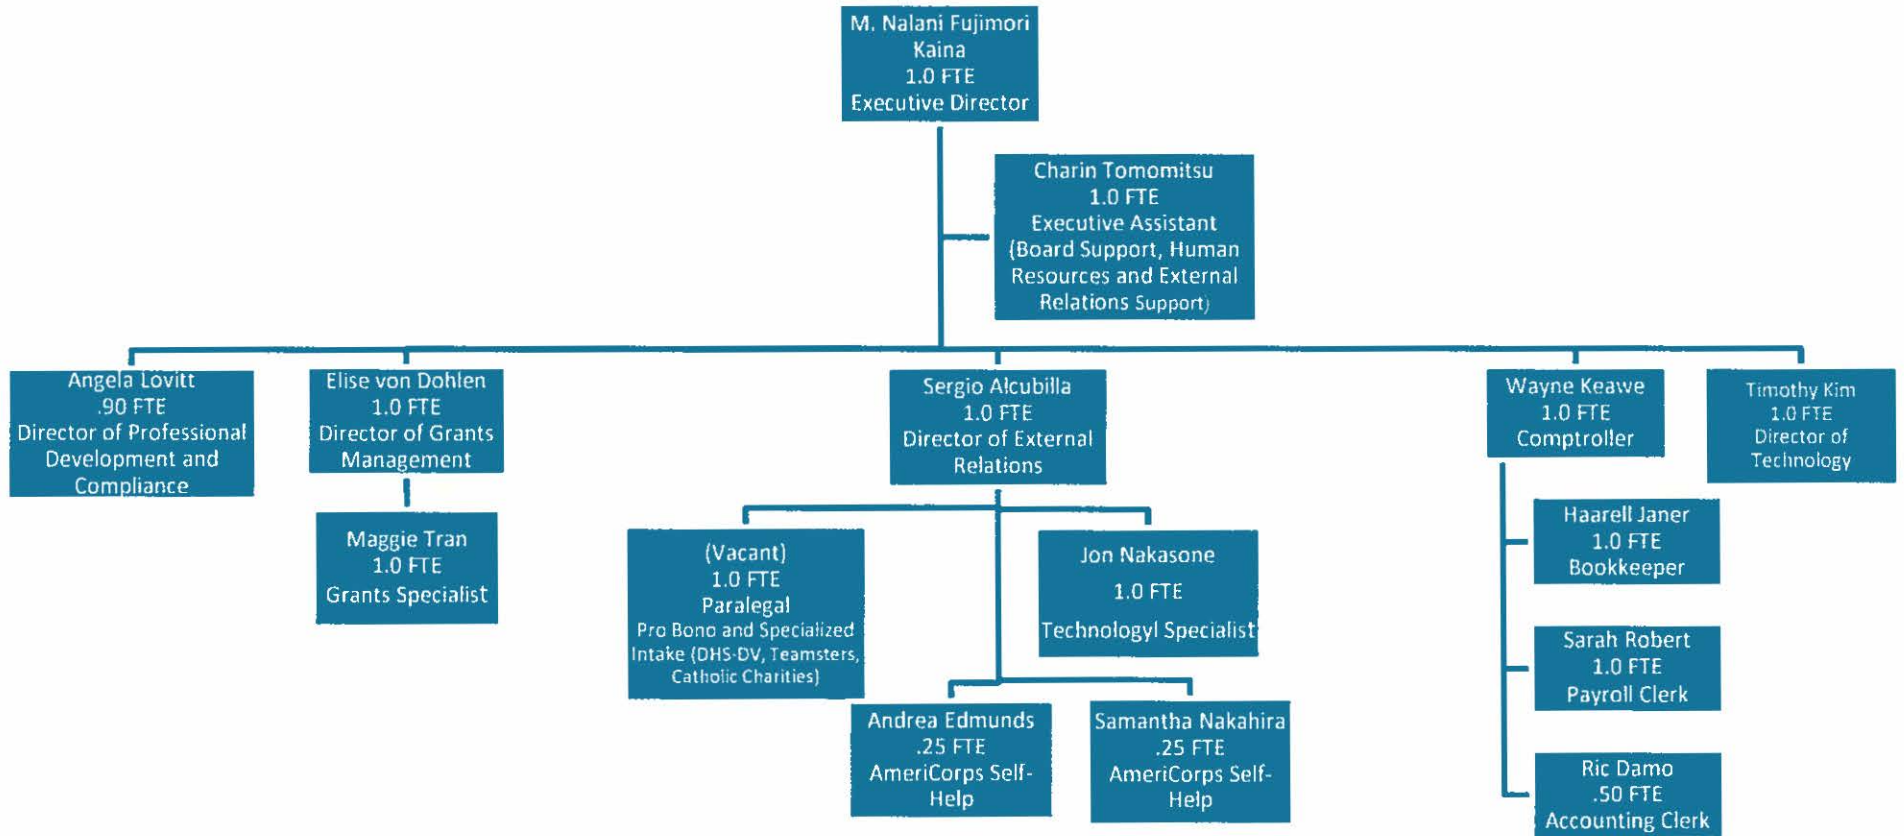 M. Nalani Fujimori
Kaina
1.0 FTE
Executive Director
Charin Tomomitsu
1.0 FTE
Executive Assistant
(Board Support, Human
Resources and External
Relations Support)
Angela Lovitt
.90 FTE
Director of Professional
Development and
Compliance
Elise von Dohlen
1.0 FTE
Director of Grants
Management
Sergio Alcubilla
1.0 FTE
Director of External
Relations
Wayne Keawe
1.0 FTE
Comptroller
Timothy Kim
1.0 FTE
Director of
Technology
Maggie Tran
1.0 FTE
Grants Specialist
(Vacant)
1.0 FTE
Paralegal
Pro Bono and Specialized
Intake (DHS-DV, Teamsters,
Catholic Charities)
Jon Nakasone
1.0 FTE
Technologyl Specialist
Andrea Edmunds
.25 FTE
AmeriCorps Self-
Help
Samantha Nakahira
.25 FTE
AmeriCorps Self-
Help
Haarell Janer
1.0 FTE
Bookkeeper
Sarah Robert
1.0 FTE
Payroll Clerk
Ric Damo
.50 FTE
Accounting Clerk